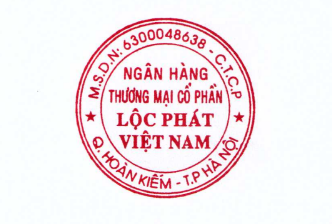 M.S.D.N: 6300048638 - C.T.C.P
NGÂN HÀNG
THƯƠNG MẠI CỔ PHẦN
LỘC PHÁT
VIỆT NAM
Q. HOÀN KIẾM - T.P HÀ NỘI